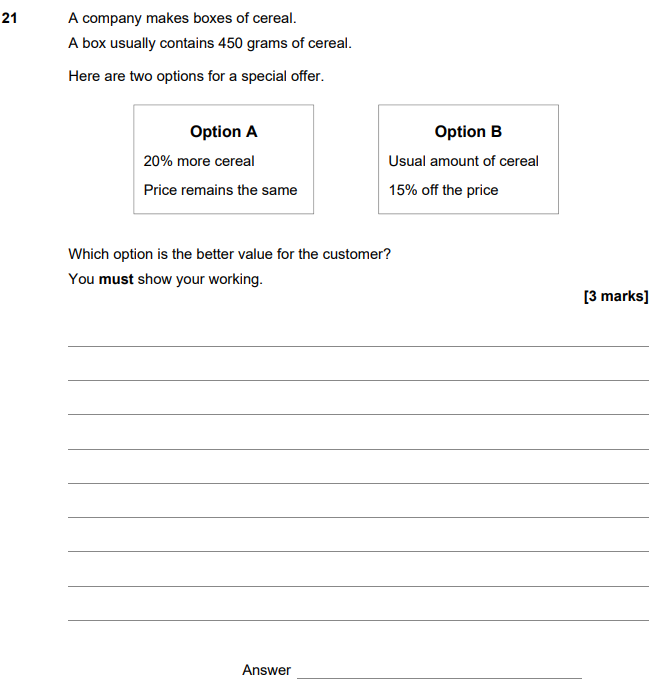 21 A company makes boxes of cereal.
A box usually contains 450 grams of cereal.
Here are two options for a special offer.
Option A
20% more cereal
Price remains the same
Option B
Usual amount of cereal
15% off the price
Which option is the better value for the customer?
You must show your working.
[3 marks]
Answer